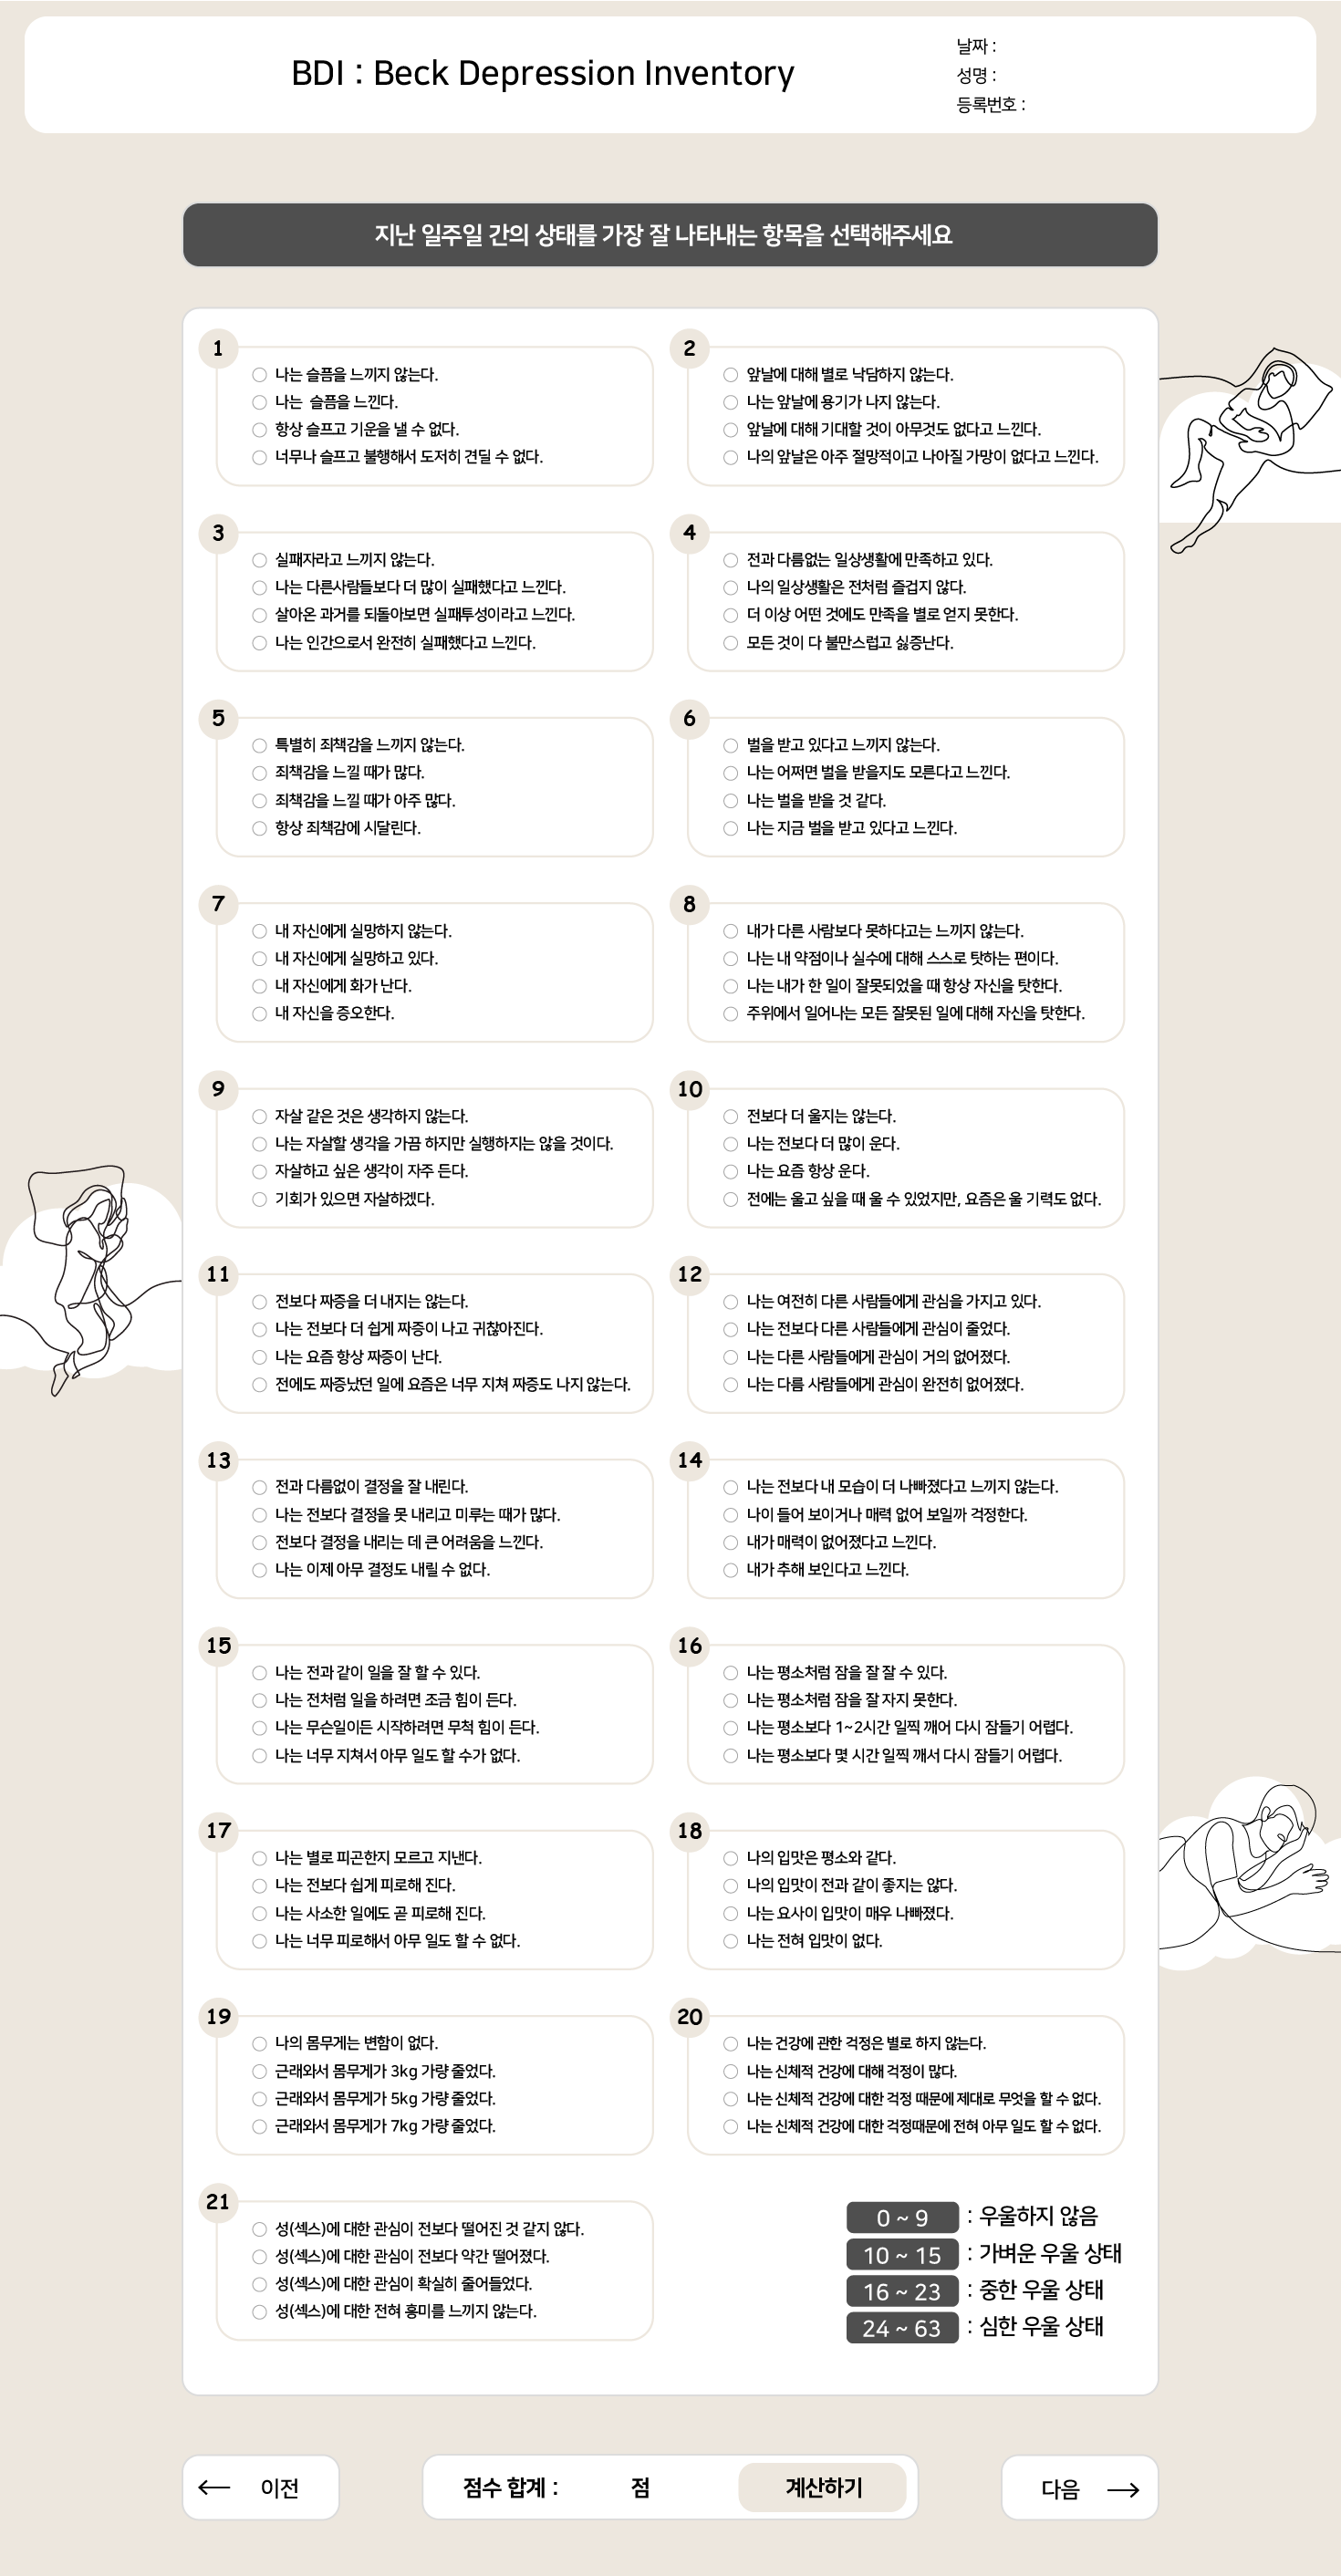 BDI : Beck Depression Inventory
날짜 :
성명 :
등록번호 :
지난 일주일 간의 상태를 가장 잘 나타내는 항목을 선택해주세요
1
나는 슬픔을 느끼지 않는다.
나는 슬픔을 느낀다.
항상 슬프고 기운을 낼 수 없다.
너무나 슬프고 불행해서 도저히 견딜 수 없다.
2
앞날에 대해 별로 낙담하지 않는다.
나는 앞날에 용기가 나지 않는다.
앞날에 대해 기대할 것이 아무것도 없다고 느낀다.
나의 앞날은 아주 절망적이고 나아질 가망이 없다고 느낀다.
3
실패자라고 느끼지 않는다.
나는 다른사람들보다 더 많이 실패했다고 느낀다.
살아온 과거를 되돌아보면 실패투성이라고 느낀다.
나는 인간으로서 완전히 실패했다고 느낀다.
4
전과 다름없는 일상생활에 만족하고 있다.
나의 일상생활은 전처럼 즐겁지 않다.
더 이상 어떤 것에도 만족을 별로 얻지 못한다.
모든 것이 다 불만스럽고 싫증난다.
5
특별히 죄책감을 느끼지 않는다.
죄책감을 느낄 때가 많다.
죄책감을 느낄 때가 아주 많다.
항상 죄책감에 시달린다.
6
벌을 받고 있다고 느끼지 않는다.
나는 어쩌면 벌을 받을지도 모른다고 느낀다.
나는 벌을 받을 것 같다.
나는 지금 벌을 받고 있다고 느낀다.
7
내 자신에게 실망하지 않는다.
내 자신에게 실망하고 있다.
내 자신에게 화가 난다.
내 자신을 증오한다.
8
내가 다른 사람보다 못하다고는 느끼지 않는다.
나는 내 약점이나 실수에 대해 스스로 탓하는 편이다.
나는 내가 한 일이 잘못되었을 때 항상 자신을 탓한다.
주위에서 일어나는 모든 잘못된 일에 대해 자신을 탓한다.
9
자살 같은 것은 생각하지 않는다.
나는 자살할 생각을 가끔 하지만 실행하지는 않을 것이다.
자살하고 싶은 생각이 자주 든다.
기회가 있으면 자살하겠다.
10
전보다 더 울지는 않는다.
나는 전보다 더 많이 운다.
나는 요즘 항상 운다.
전에는 울고 싶을 때 울 수 있었지만, 요즘은 울 기력도 없다.
11
전보다 짜증을 더 내지는 않는다.
나는 전보다 더 쉽게 짜증이 나고 귀찮아진다.
나는 요즘 항상 짜증이 난다.
전에도 짜증났던 일에 요즘은 너무 지쳐 짜증도 나지 않는다.
12
나는 여전히 다른 사람들에게 관심을 가지고 있다.
나는 전보다 다른 사람들에게 관심이 줄었다.
나는 다른 사람들에게 관심이 거의 없어졌다.
나는 다름 사람들에게 관심이 완전히 없어졌다.
13
전과 다름없이 결정을 잘 내린다.
나는 전보다 결정을 못 내리고 미루는 때가 많다.
전보다 결정을 내리는 데 큰 어려움을 느낀다.
나는 이제 아무 결정도 내릴 수 없다.
14
나는 전보다 내 모습이 더 나빠졌다고 느끼지 않는다.
나이 들어 보이거나 매력 없어 보일까 걱정한다.
내가 매력이 없어졌다고 느낀다.
내가 추해 보인다고 느낀다.
15
나는 전과 같이 일을 잘 할 수 있다.
나는 전처럼 일을 하려면 조금 힘이 든다.
나는 무슨일이든 시작하려면 무척 힘이 든다.
나는 너무 지쳐서 아무 일도 할 수가 없다.
16
나는 평소처럼 잠을 잘 잘 수 있다.
나는 평소처럼 잠을 잘 자지 못한다.
나는 평소보다 1~2시간 일찍 깨어 다시 잠들기 어렵다.
나는 평소보다 몇 시간 일찍 깨서 다시 잠들기 어렵다.
17
나는 별로 피곤한지 모르고 지낸다.
나는 전보다 쉽게 피로해 진다.
나는 사소한 일에도 곧 피로해 진다.
나는 너무 피로해서 아무 일도 할 수 없다.
18
나의 입맛은 평소와 같다.
나의 입맛이 전과 같이 좋지는 않다.
나는 요사이 입맛이 매우 나빠졌다.
나는 전혀 입맛이 없다.
19
나의 몸무게는 변함이 없다.
근래와서 몸무게가 3kg 가량 줄었다.
근래와서 몸무게가 5kg 가량 줄었다.
근래와서 몸무게가 7kg 가량 줄었다.
20
나는 건강에 관한 걱정은 별로 하지 않는다.
나는 신체적 건강에 대해 걱정이 많다.
나는 신체적 건강에 대한 걱정 때문에 제대로 무엇을 할 수 없다.
나는 신체적 건강에 대한 걱정때문에 전혀 아무 일도 할 수 없다.
21
성(섹스)에 대한 관심이 전보다 떨어진 것 같지 않다.
성(섹스)에 대한 관심이 전보다 약간 떨어졌다.
성(섹스)에 대한 관심이 확실히 줄어들었다.
성(섹스)에 대한 전혀 흥미를 느끼지 않는다.
0 ~ 9 : 우울하지 않음
10 ~ 15 : 가벼운 우울 상태
16 ~ 23 : 중한 우울 상태
24 ~ 63 : 심한 우울 상태
← 이전
점수 합계 : 점 계산하기
다음 →